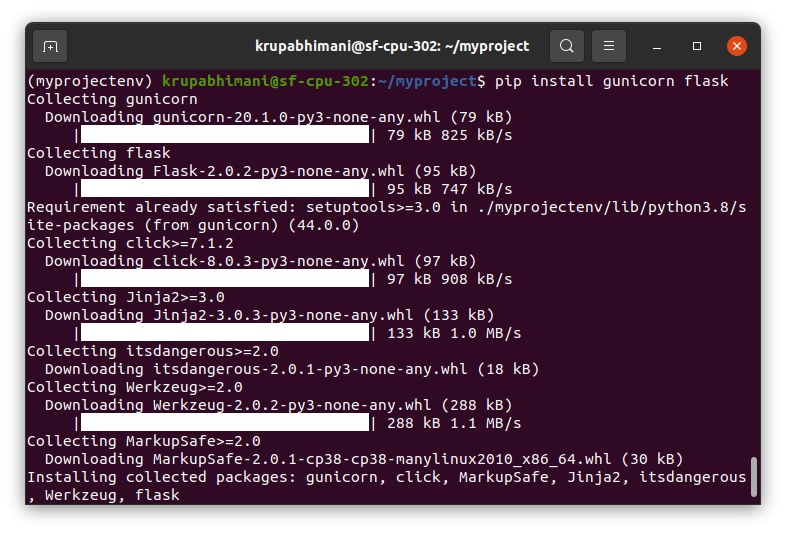 krupabhimani@sf-cpu-302: ~/myproject
(myprojectenv) krupabhimani@sf-cpu-302:~/myproject$ pip install gunicorn flask
Collecting gunicorn
  Downloading gunicorn-20.1.0-py3-none-any.whl (79 kB)
     |                                | 79 kB 825 kB/s
Collecting flask
  Downloading Flask-2.0.2-py3-none-any.whl (95 kB)
     |                                | 95 kB 747 kB/s
Requirement already satisfied: setuptools>=3.0 in ./myprojectenv/lib/python3.8/s
ite-packages (from gunicorn) (44.0.0)
Collecting click>=7.1.2
  Downloading click-8.0.3-py3-none-any.whl (97 kB)
     |                                | 97 kB 908 kB/s
Collecting Jinja2>=3.0
  Downloading Jinja2-3.0.3-py3-none-any.whl (133 kB)
     |                                | 133 kB 1.0 MB/s
Collecting itsdangerous>=2.0
  Downloading itsdangerous-2.0.1-py3-none-any.whl (18 kB)
Collecting Werkzeug>=2.0
  Downloading Werkzeug-2.0.2-py3-none-any.whl (288 kB)
     |                                | 288 kB 1.1 MB/s
Collecting MarkupSafe>=2.0
  Downloading MarkupSafe-2.0.1-cp38-cp38-manylinux2010_x86_64.whl (30 kB)
Installing collected packages: gunicorn, click, MarkupSafe, Jinja2, itsdangerous
, Werkzeug, flask